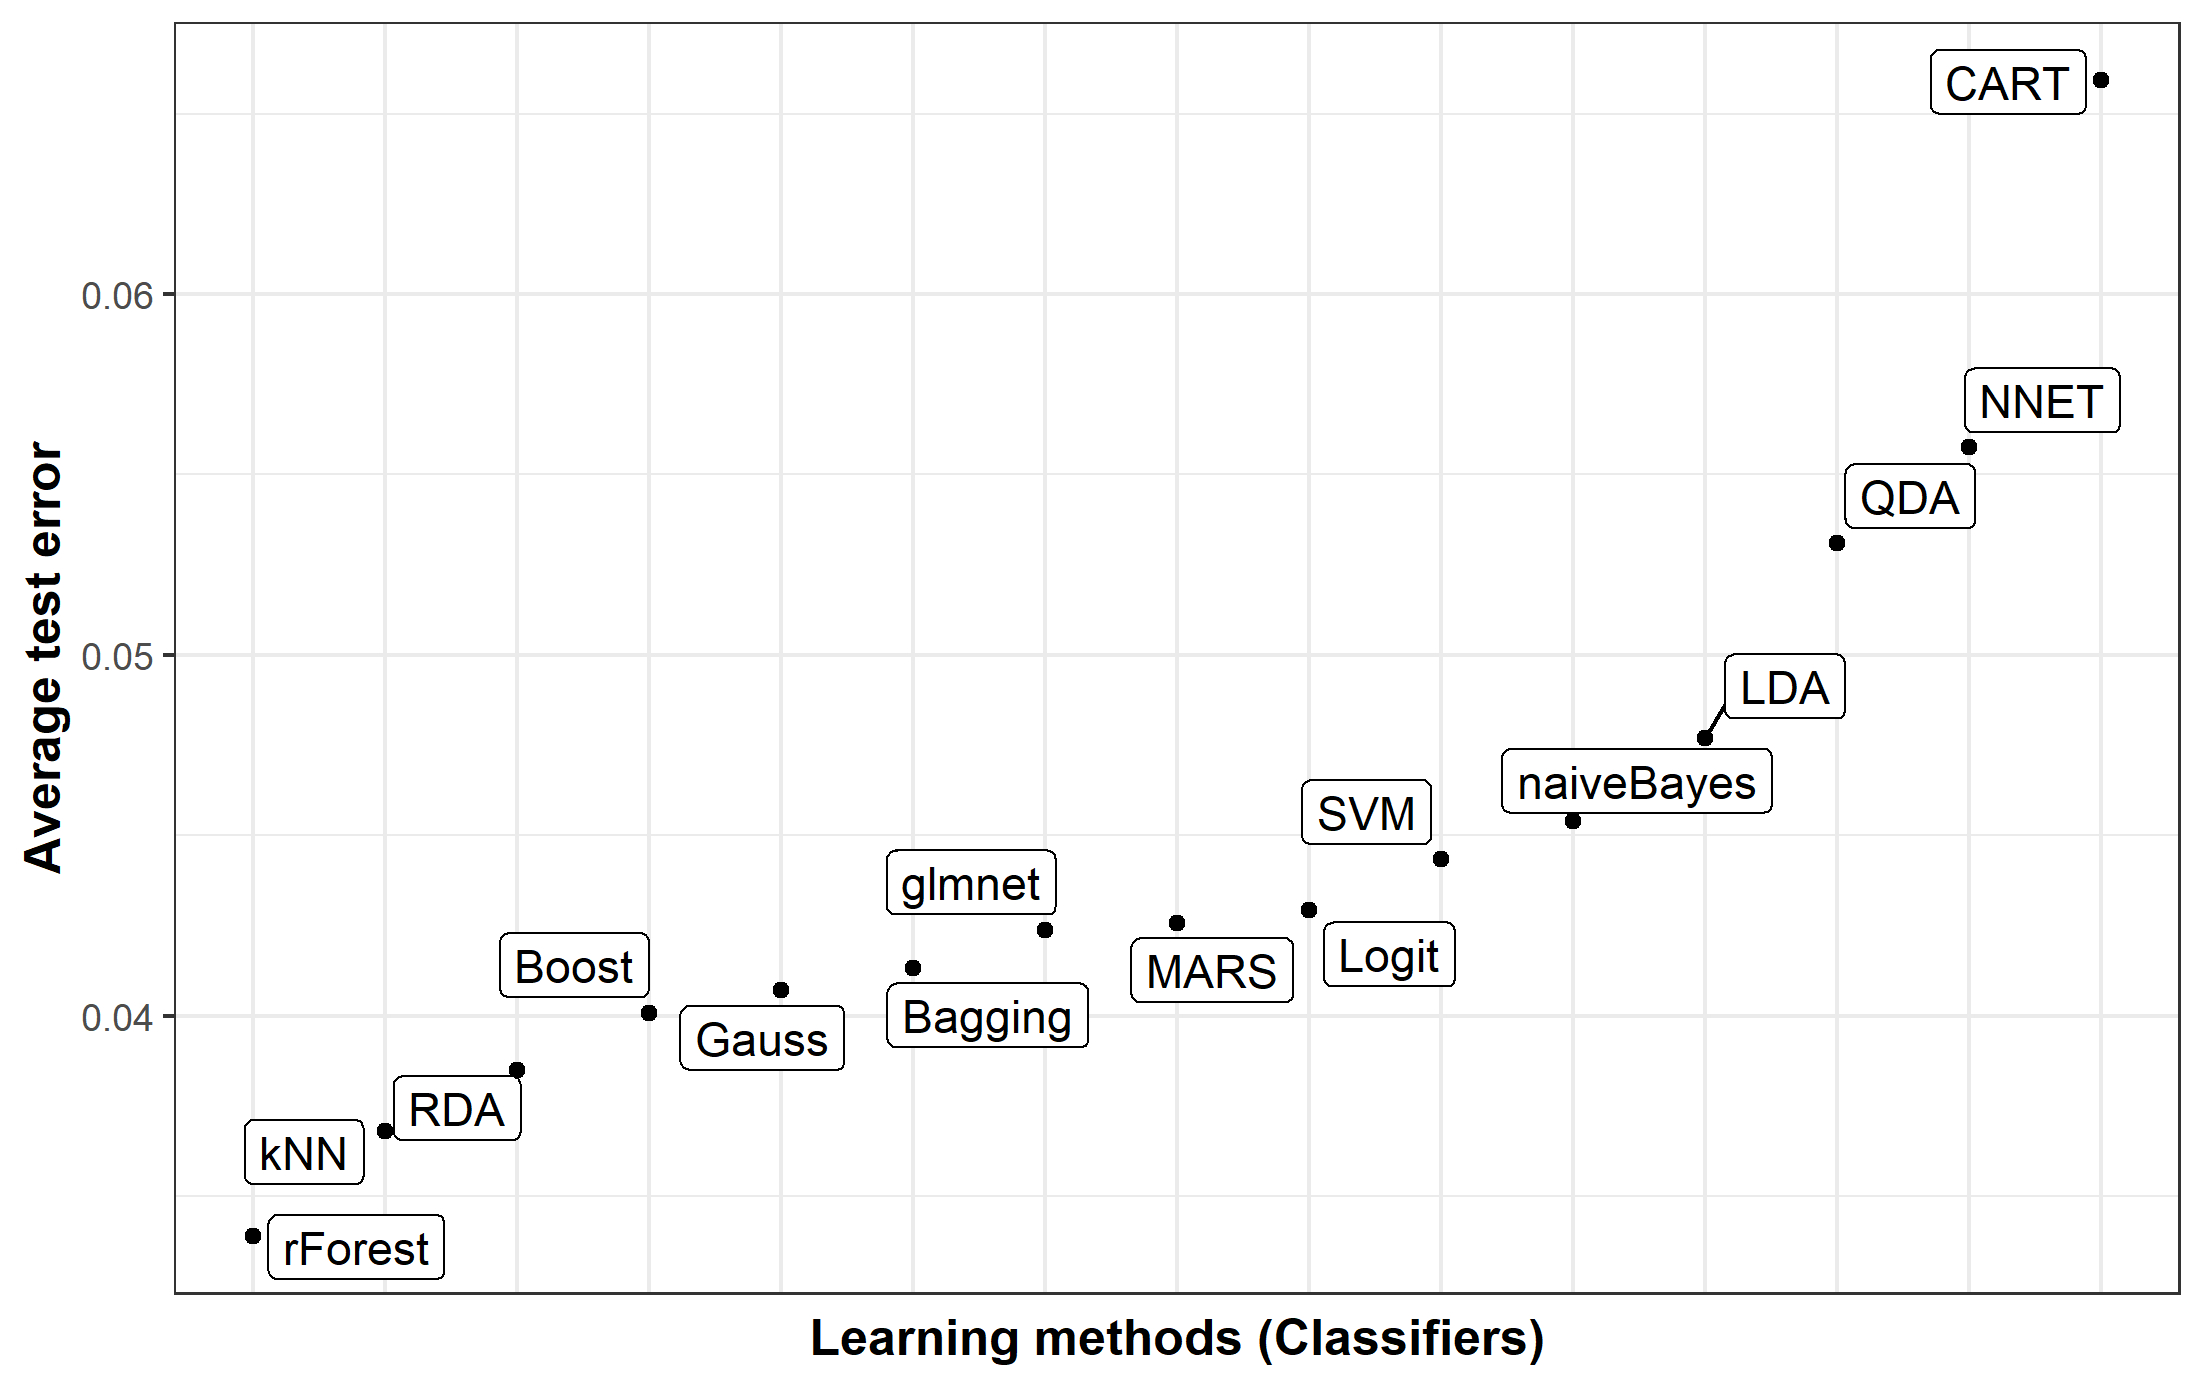 CART
0.06
NNET
QDA
0.05
LDA
naiveBayes
SVM
glmnet
Boost
Logit
MARS
0.04
Bagging
Gauss
RDA
kNN
rForest
Average test error
Learning methods (Classifiers)